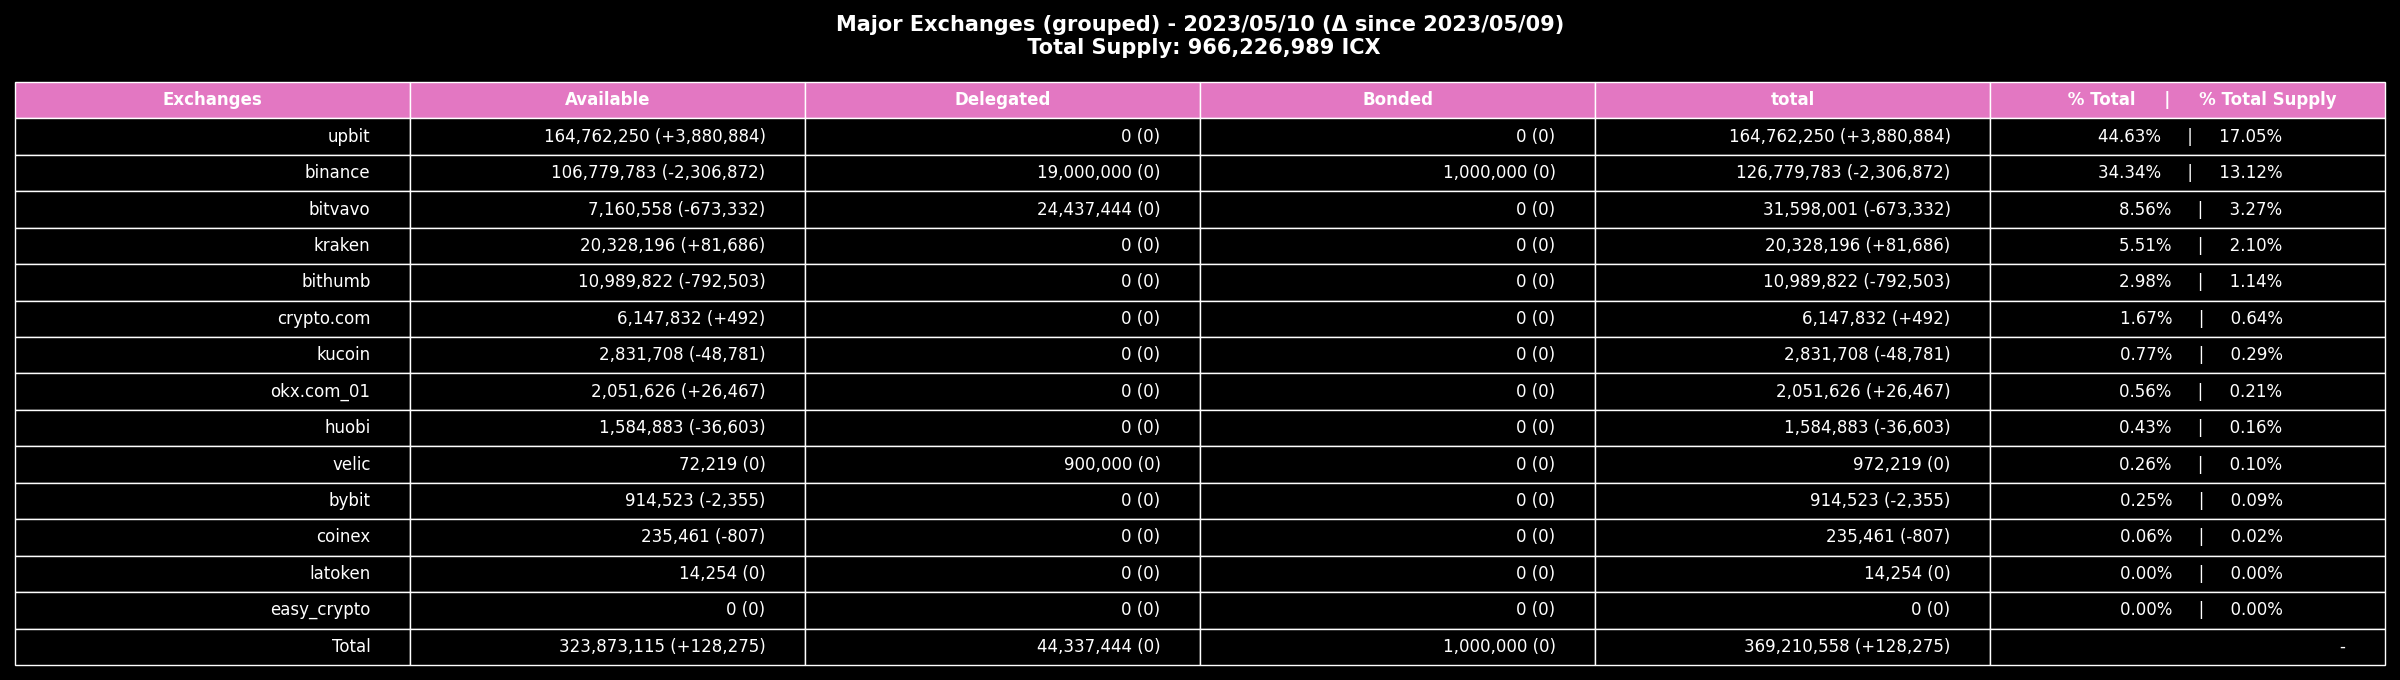 Major Exchanges (grouped) - 2023/05/10 (Δ since 2023/05/09)
Total Supply: 966,226,989 ICX
Exchanges Available Delegated Bonded total % Total | % Total Supply
upbit 164,762,250 (+3,880,884) 0 (0) 0 (0) 164,762,250 (+3,880,884) 44.63% | 17.05%
binance 106,779,783 (-2,306,872) 19,000,000 (0) 1,000,000 (0) 126,779,783 (-2,306,872) 34.34% | 13.12%
bitvavo 7,160,558 (-673,332) 24,437,444 (0) 0 (0) 31,598,001 (-673,332) 8.56% | 3.27%
kraken 20,328,196 (+81,686) 0 (0) 0 (0) 20,328,196 (+81,686) 5.51% | 2.10%
bithumb 10,989,822 (-792,503) 0 (0) 0 (0) 10,989,822 (-792,503) 2.98% | 1.14%
crypto.com 6,147,832 (+492) 0 (0) 0 (0) 6,147,832 (+492) 1.67% | 0.64%
kucoin 2,831,708 (-48,781) 0 (0) 0 (0) 2,831,708 (-48,781) 0.77% | 0.29%
okx.com_01 2,051,626 (+26,467) 0 (0) 0 (0) 2,051,626 (+26,467) 0.56% | 0.21%
huobi 1,584,883 (-36,603) 0 (0) 0 (0) 1,584,883 (-36,603) 0.43% | 0.16%
velic 72,219 (0) 900,000 (0) 0 (0) 972,219 (0) 0.26% | 0.10%
bybit 914,523 (-2,355) 0 (0) 0 (0) 914,523 (-2,355) 0.25% | 0.09%
coinex 235,461 (-807) 0 (0) 0 (0) 235,461 (-807) 0.06% | 0.02%
latoken 14,254 (0) 0 (0) 0 (0) 14,254 (0) 0.00% | 0.00%
easy_crypto 0 (0) 0 (0) 0 (0) 0 (0) 0.00% | 0.00%
Total 323,873,115 (+128,275) 44,337,444 (0) 1,000,000 (0) 369,210,558 (+128,275) -